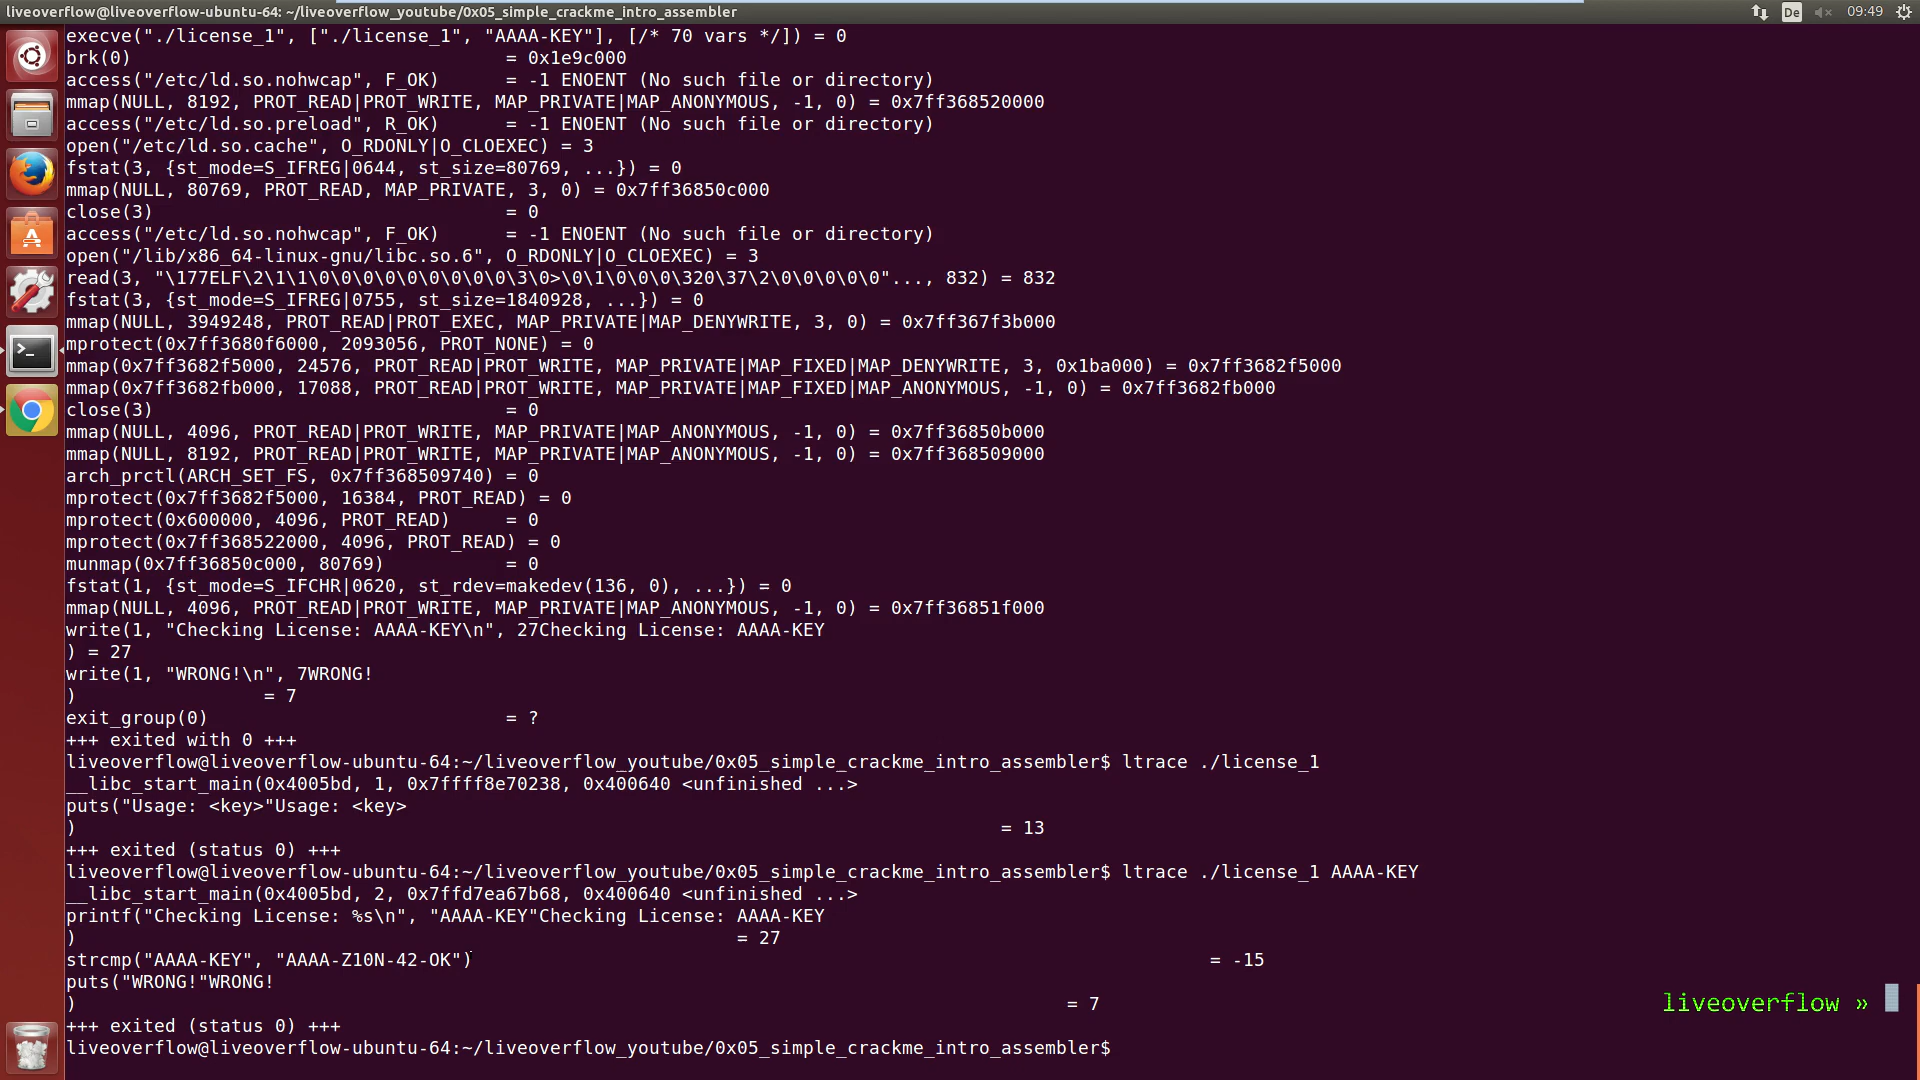 liveoverflow@liveoverflow-ubuntu-64: ~/liveoverflow_youtube/0x05_simple_crackme_intro_assembler
De 09:49
execve("./license_1", ["./license_1", "AAAA-KEY"], [/* 70 vars */]) = 0
brk(0) = 0x1e9c000
access("/etc/ld.so.nohwcap", F_OK) = -1 ENOENT (No such file or directory)
mmap(NULL, 8192, PROT_READ|PROT_WRITE, MAP_PRIVATE|MAP_ANONYMOUS, -1, 0) = 0x7ff368520000
access("/etc/ld.so.preload", R_OK) = -1 ENOENT (No such file or directory)
open("/etc/ld.so.cache", O_RDONLY|O_CLOEXEC) = 3
fstat(3, {st_mode=S_IFREG|0644, st_size=80769, ...}) = 0
mmap(NULL, 80769, PROT_READ, MAP_PRIVATE, 3, 0) = 0x7ff36850c000
close(3) = 0
access("/etc/ld.so.nohwcap", F_OK) = -1 ENOENT (No such file or directory)
open("/lib/x86_64-linux-gnu/libc.so.6", O_RDONLY|O_CLOEXEC) = 3
read(3, "\177ELF\2\1\1\0\0\0\0\0\0\0\0\0\3\0>\0\1\0\0\0\320\37\2\0\0\0\0\0"..., 832) = 832
fstat(3, {st_mode=S_IFREG|0755, st_size=1840928, ...}) = 0
mmap(NULL, 3949248, PROT_READ|PROT_EXEC, MAP_PRIVATE|MAP_DENYWRITE, 3, 0) = 0x7ff367f3b000
mprotect(0x7ff3680f6000, 2093056, PROT_NONE) = 0
mmap(0x7ff3682f5000, 24576, PROT_READ|PROT_WRITE, MAP_PRIVATE|MAP_FIXED|MAP_DENYWRITE, 3, 0x1ba000) = 0x7ff3682f5000
mmap(0x7ff3682fb000, 17088, PROT_READ|PROT_WRITE, MAP_PRIVATE|MAP_FIXED|MAP_ANONYMOUS, -1, 0) = 0x7ff3682fb000
close(3) = 0
mmap(NULL, 4096, PROT_READ|PROT_WRITE, MAP_PRIVATE|MAP_ANONYMOUS, -1, 0) = 0x7ff36850b000
mmap(NULL, 8192, PROT_READ|PROT_WRITE, MAP_PRIVATE|MAP_ANONYMOUS, -1, 0) = 0x7ff368509000
arch_prctl(ARCH_SET_FS, 0x7ff368509740) = 0
mprotect(0x7ff3682f5000, 16384, PROT_READ) = 0
mprotect(0x600000, 4096, PROT_READ) = 0
mprotect(0x7ff368522000, 4096, PROT_READ) = 0
munmap(0x7ff36850c000, 80769) = 0
fstat(1, {st_mode=S_IFCHR|0620, st_rdev=makedev(136, 0), ...}) = 0
mmap(NULL, 4096, PROT_READ|PROT_WRITE, MAP_PRIVATE|MAP_ANONYMOUS, -1, 0) = 0x7ff36851f000
write(1, "Checking License: AAAA-KEY\n", 27Checking License: AAAA-KEY
) = 27
write(1, "WRONG!\n", 7WRONG!
) = 7
exit_group(0) = ?
+++ exited with 0 +++
liveoverflow@liveoverflow-ubuntu-64:~/liveoverflow_youtube/0x05_simple_crackme_intro_assembler$ ltrace ./license_1
__libc_start_main(0x4005bd, 1, 0x7ffff8e70238, 0x400640 <unfinished ...>
puts("Usage: <key>"Usage: <key>
) = 13
+++ exited (status 0) +++
liveoverflow@liveoverflow-ubuntu-64:~/liveoverflow_youtube/0x05_simple_crackme_intro_assembler$ ltrace ./license_1 AAAA-KEY
__libc_start_main(0x4005bd, 2, 0x7ffd7ea67b68, 0x400640 <unfinished ...>
printf("Checking License: %s\n", "AAAA-KEY"Checking License: AAAA-KEY
) = 27
strcmp("AAAA-KEY", "AAAA-Z10N-42-OK") = -15
puts("WRONG!"WRONG!
) = 7
+++ exited (status 0) +++
liveoverflow@liveoverflow-ubuntu-64:~/liveoverflow_youtube/0x05_simple_crackme_intro_assembler$
liveoverflow »